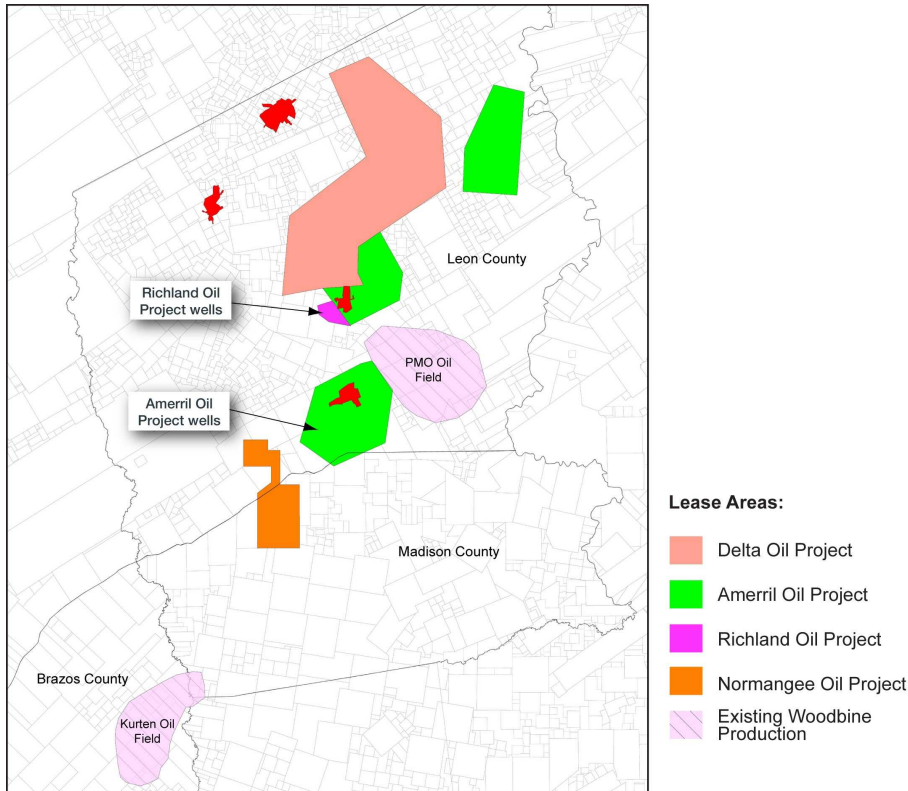 Leon County
Richland Oil
Project wells
PMO Oil
Field
Amerril Oil
Project wells
Madison County
Brazos County
Kurten Oil
Field
Lease Areas:
Delta Oil Project
Amerril Oil Project
Richland Oil Project
Normangee Oil Project
Existing Woodbine
Production